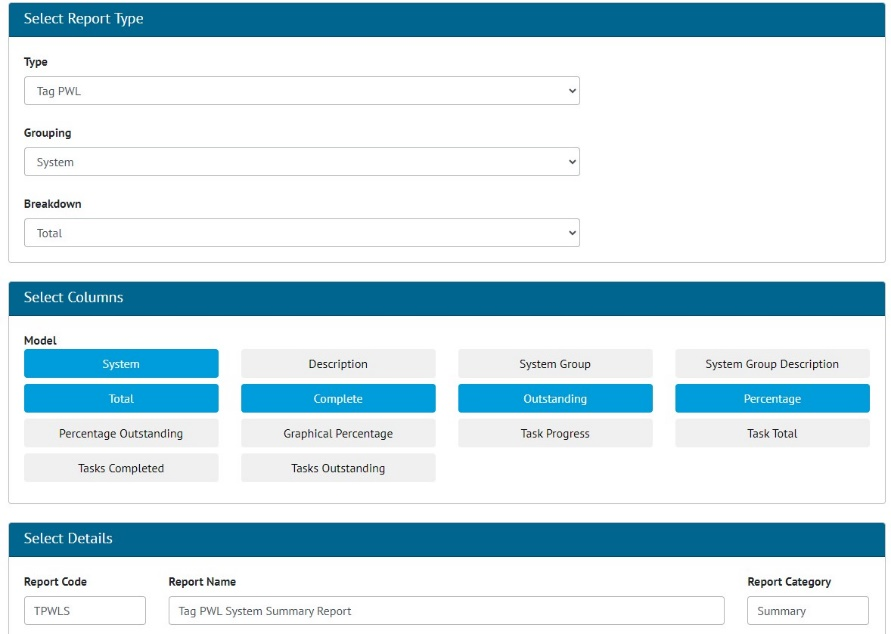 Select Report Type
Type
Tag PWL
Grouping
System
Breakdown
Total
Select Columns
Model
System Description System Group System Group Description
Total Complete Outstanding Percentage
Percentage Outstanding Graphical Percentage Task Progress Task Total
Tasks Completed Tasks Outstanding
Select Details
Report Code Report Name Report Category
TPWLS Tag PWL System Summary Report Summary